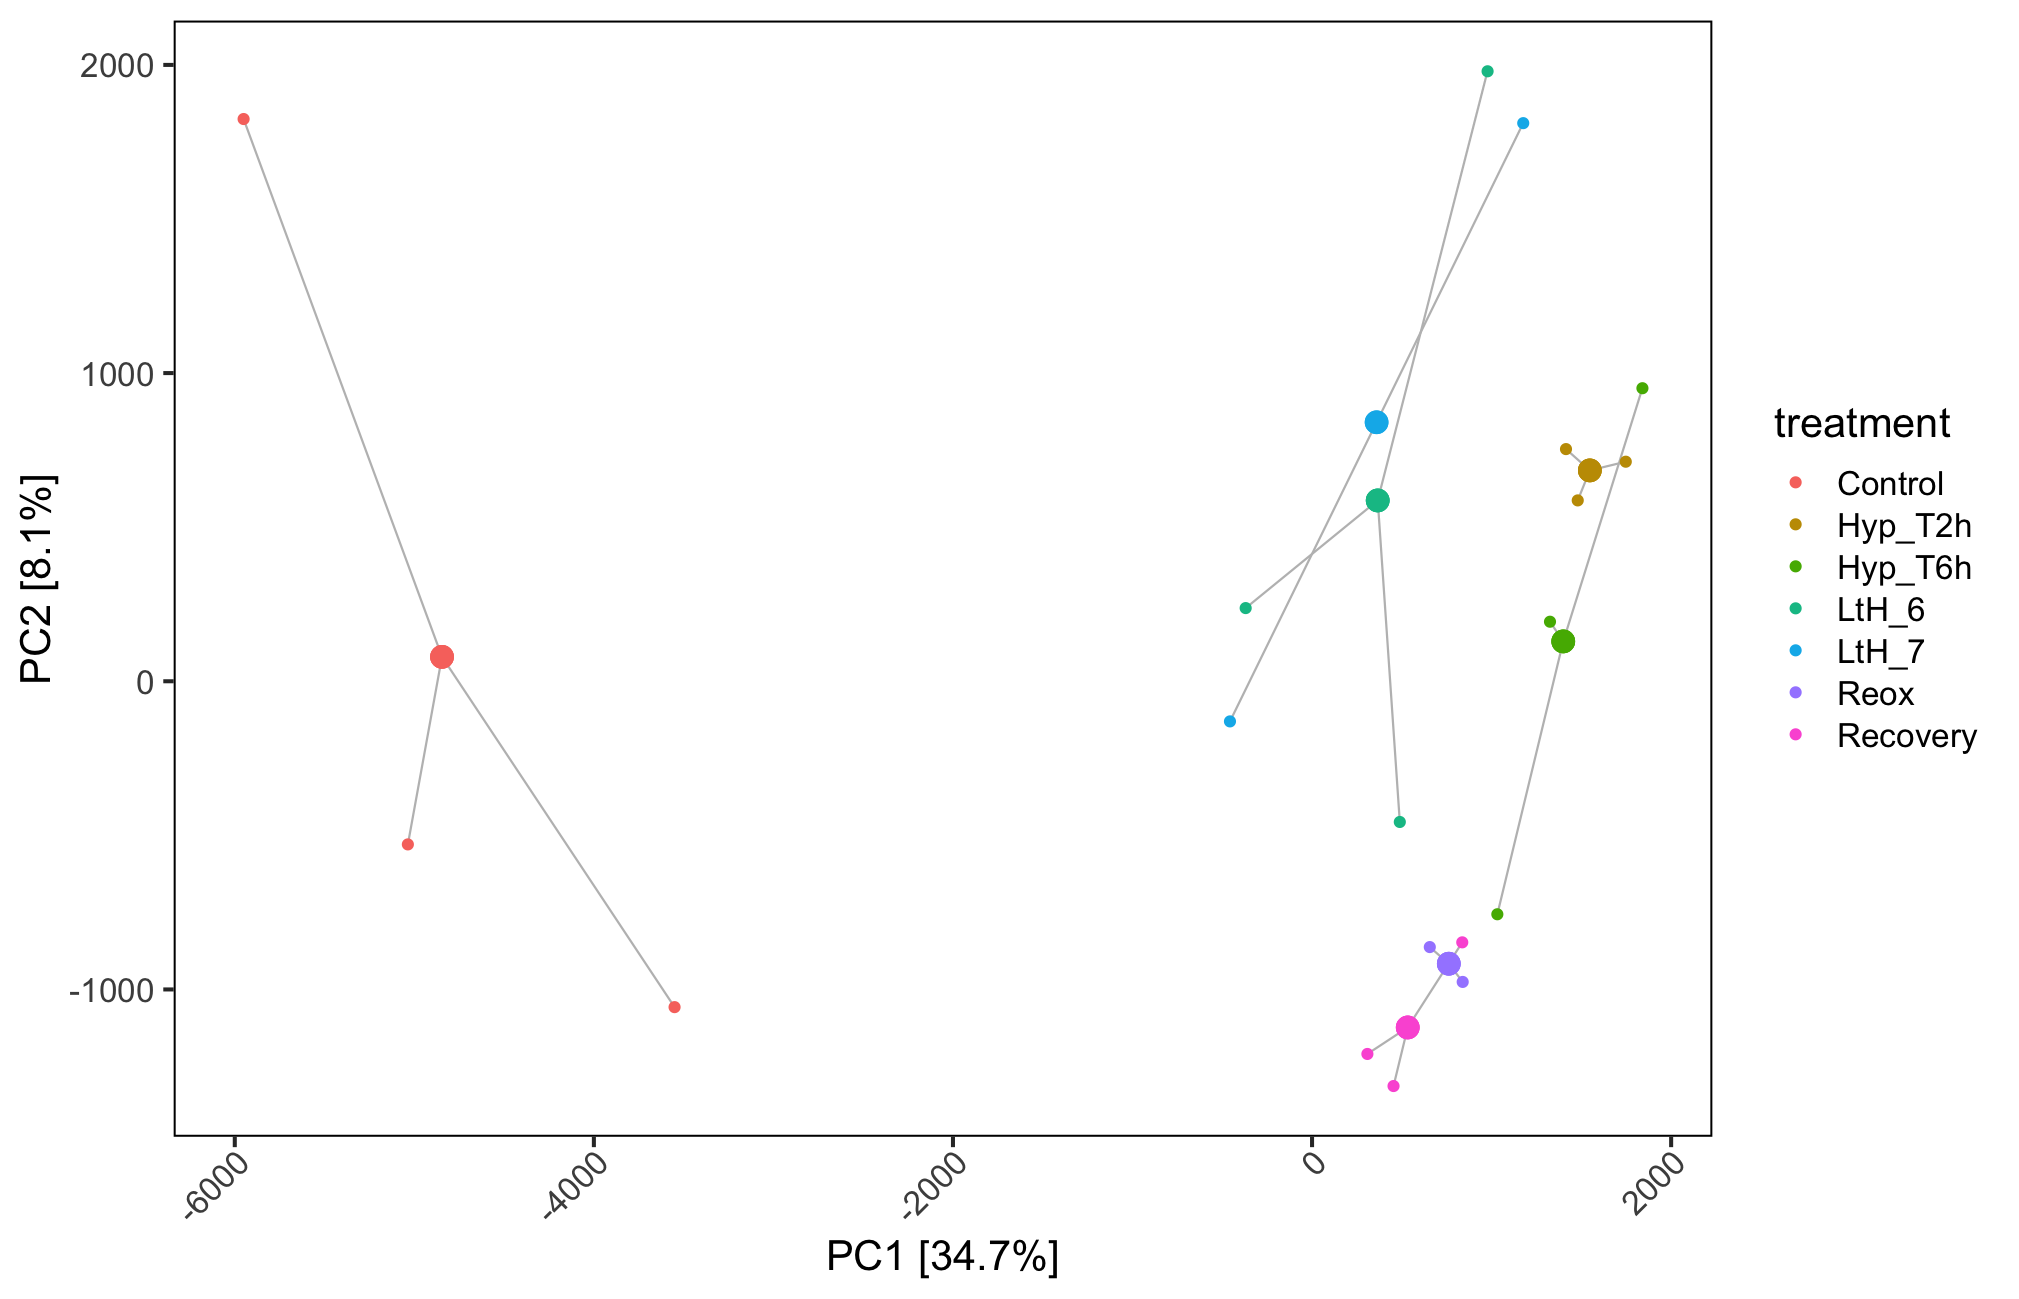 2000
1000
0
-1000
PC2 [8.1%]
-6000
-4000
-2000
0
2000
PC1 [34.7%]
treatment
Control
Hyp_T2h
Hyp_T6h
LtH_6
LtH_7
Reox
Recovery